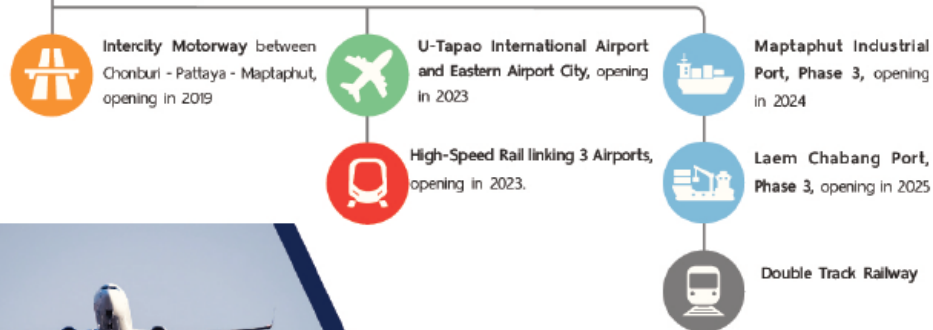 Intercity Motorway between
Chonburi - Pattaya - Maptaphut,
opening in 2019
U-Tapao International Airport
and Eastern Airport City, opening
in 2023
High-Speed Rail linking 3 Airports,
opening in 2023.
Maptaphut Industrial
Port, Phase 3, opening
in 2024
Laem Chabang Port,
Phase 3, opening in 2025
Double Track Railway